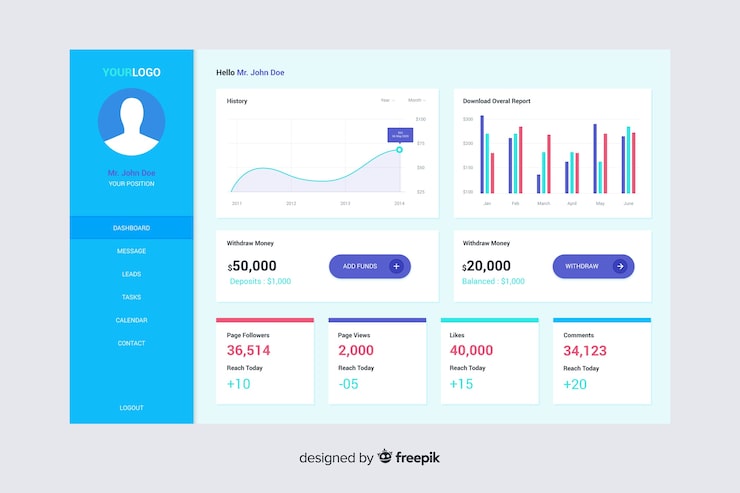 YOURLOGO
Mr. John Doe
YOUR POSITION
DASHBOARD
MESSAGE
LEADS
TASKS
CALENDAR
CONTACT
LOGOUT
Hello Mr. John Doe
History
Year
Month
$100
$75
$50
$25
2011
2012
2013
2014
Download Overal Report
$200
$150
$100
Jan
Feb
March
April
May
June
Withdraw Money
$50,000
Deposits : $1,000
ADD FUNDS
Withdraw Money
$20,000
Balanced : $1,000
WITHDRAW
Page Followers
36,514
Reach Today
+10
Page Views
2,000
Reach Today
-05
Likes
40,000
Reach Today
+15
Comments
34,123
Reach Today
+20
designed by freepik